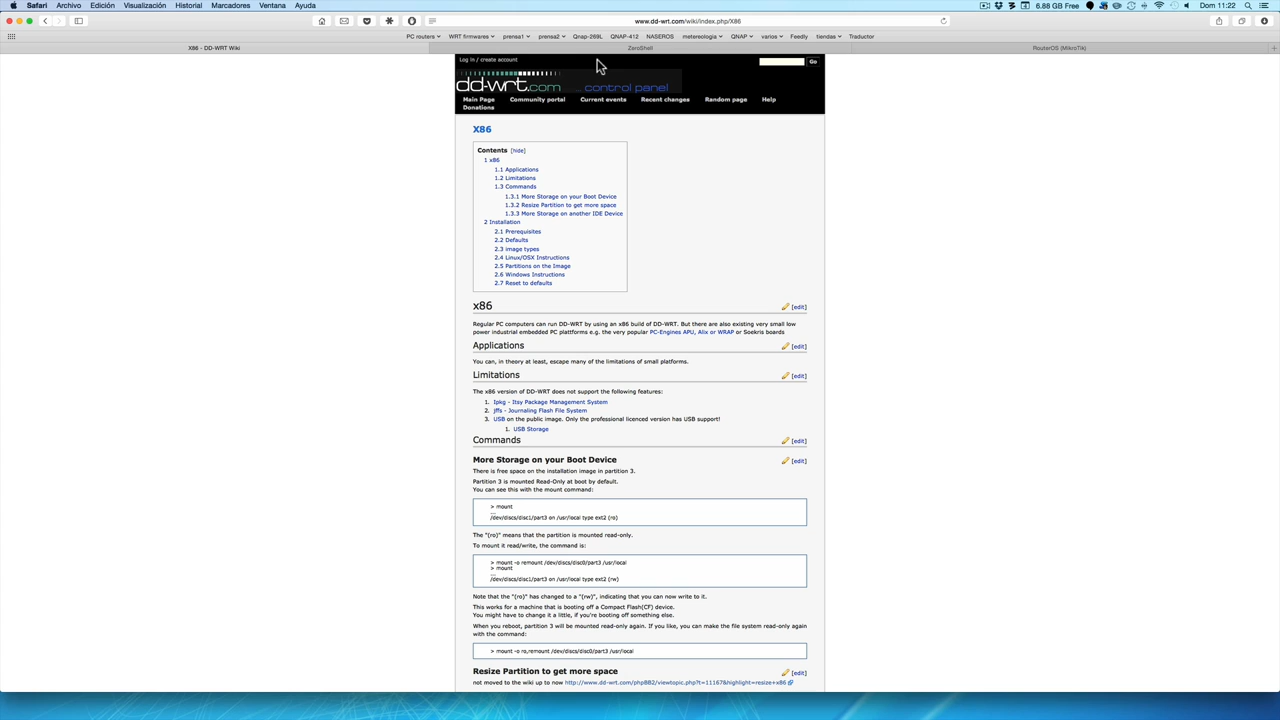 Safari Archivo Edición Visualización Historial Marcadores Ventana Ayuda 6.88 GB Free Dom 11:22
www.dd-wrt.com/wiki/index.php/X86
PC routers WRT firmwares prensa1 prensa2 Qnap-269L QNAP-412 NASEROS metereologia QNAP varios Feedly tiendas Traductor
X86 - DD-WRT Wiki ZeroShell RouterOS (MikroTik)
Log in / create account Go
dd-wrt.com ... control panel
Main Page Community portal Current events Recent changes Random page Help
Donations
X86
Contents [hide]
1 x86
1.1 Applications
1.2 Limitations
1.3 Commands
1.3.1 More Storage on your Boot Device
1.3.2 Resize Partition to get more space
1.3.3 More Storage on another IDE Device
2 Installation
2.1 Prerequisites
2.2 Defaults
2.3 image types
2.4 Linux/OSX Instructions
2.5 Partitions on the Image
2.6 Windows Instructions
2.7 Reset to defaults
x86 [edit]
Regular PC computers can run DD-WRT by using an x86 build of DD-WRT. But there are also existing very small low
power industrial embedded PC plattforms e.g. the very popular PC-Engines APU, Alix or WRAP or Soekris boards
Applications [edit]
You can, in theory at least, escape many of the limitations of small platforms.
Limitations [edit]
The x86 version of DD-WRT does not support the following features:
1. Ipkg - Itsy Package Management System
2. jffs - Journaling Flash File System
3. USB on the public image. Only the professional licenced version has USB support!
1. USB Storage
Commands [edit]
More Storage on your Boot Device [edit]
There is free space on the installation image in partition 3.
Partition 3 is mounted Read-Only at boot by default.
You can see this with the mount command:
> mount
...
/dev/discs/disc1/part3 on /usr/local type ext2 (ro)
The "(ro)" means that the partition is mounted read-only.
To mount it read/write, the command is:
> mount -o remount /dev/discs/disc0/part3 /usr/local
> mount
...
/dev/discs/disc1/part3 on /usr/local type ext2 (rw)
Note that the "(ro)" has changed to a "(rw)", indicating that you can now write to it.
This works for a machine that is booting off a Compact Flash(CF) device.
You might have to change it a little, if you're booting off something else.
When you reboot, partition 3 will be mounted read-only again. If you like, you can make the file system read-only again
with the command:
> mount -o ro,remount /dev/discs/disc0/part3 /usr/local
Resize Partition to get more space [edit]
not moved to the wiki up to now http://www.dd-wrt.com/phpBB2/viewtopic.php?t=11167&highlight=resize+x86